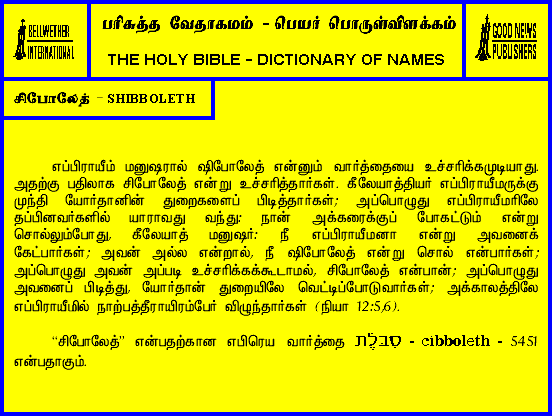 BELLWETHER
INTERNATIONAL
பரிசுத்த வேதாகமம் - பெயர் பொருள்விளக்கம்
THE HOLY BIBLE - DICTIONARY OF NAMES
GOOD NEWS
PUBLISHERS
சிபோலேத் - SHIBBOLETH
எப்பிராயீம் மனுஷரால் ஷிபோலேத் என்னும் வார்த்தையை உச்சரிக்கமுடியாது.
அதற்கு பதிலாக சிபோலேத் என்று உச்சரித்தார்கள். கீலேயாத்தியர் எப்பிராயீமருக்கு
முந்தி யோர்தானின் துறைகளைப் பிடித்தார்கள்; அப்பொழுது எப்பிராயீமரிலே
தப்பினவர்களில் யாராவது வந்து: நான் அக்கரைக்குப் போகட்டும் என்று
சொல்லும்போது, கீலேயாத் மனுஷர்: நீ எப்பிராயீமனா என்று அவனைக்
கேட்பார்கள்; அவன் அல்ல என்றால், நீ ஷிபோலேத் என்று சொல் என்பார்கள்;
அப்பொழுது அவன் அப்படி உச்சரிக்கக்கூடாமல், சிபோலேத் என்பான்; அப்பொழுது
அவனைப் பிடித்து, யோர்தான் துறையிலே வெட்டிப்போடுவார்கள்; அக்காலத்திலே
எப்பிராயீமில் நாற்பத்தீராயிரம்பேர் விழுந்தார்கள் (நியா 12:5,6).
"சிபோலேத்" என்பதற்கான எபிரெய வார்த்தை סִבֹּלֶת - cibboleth - 5451
என்பதாகும்.